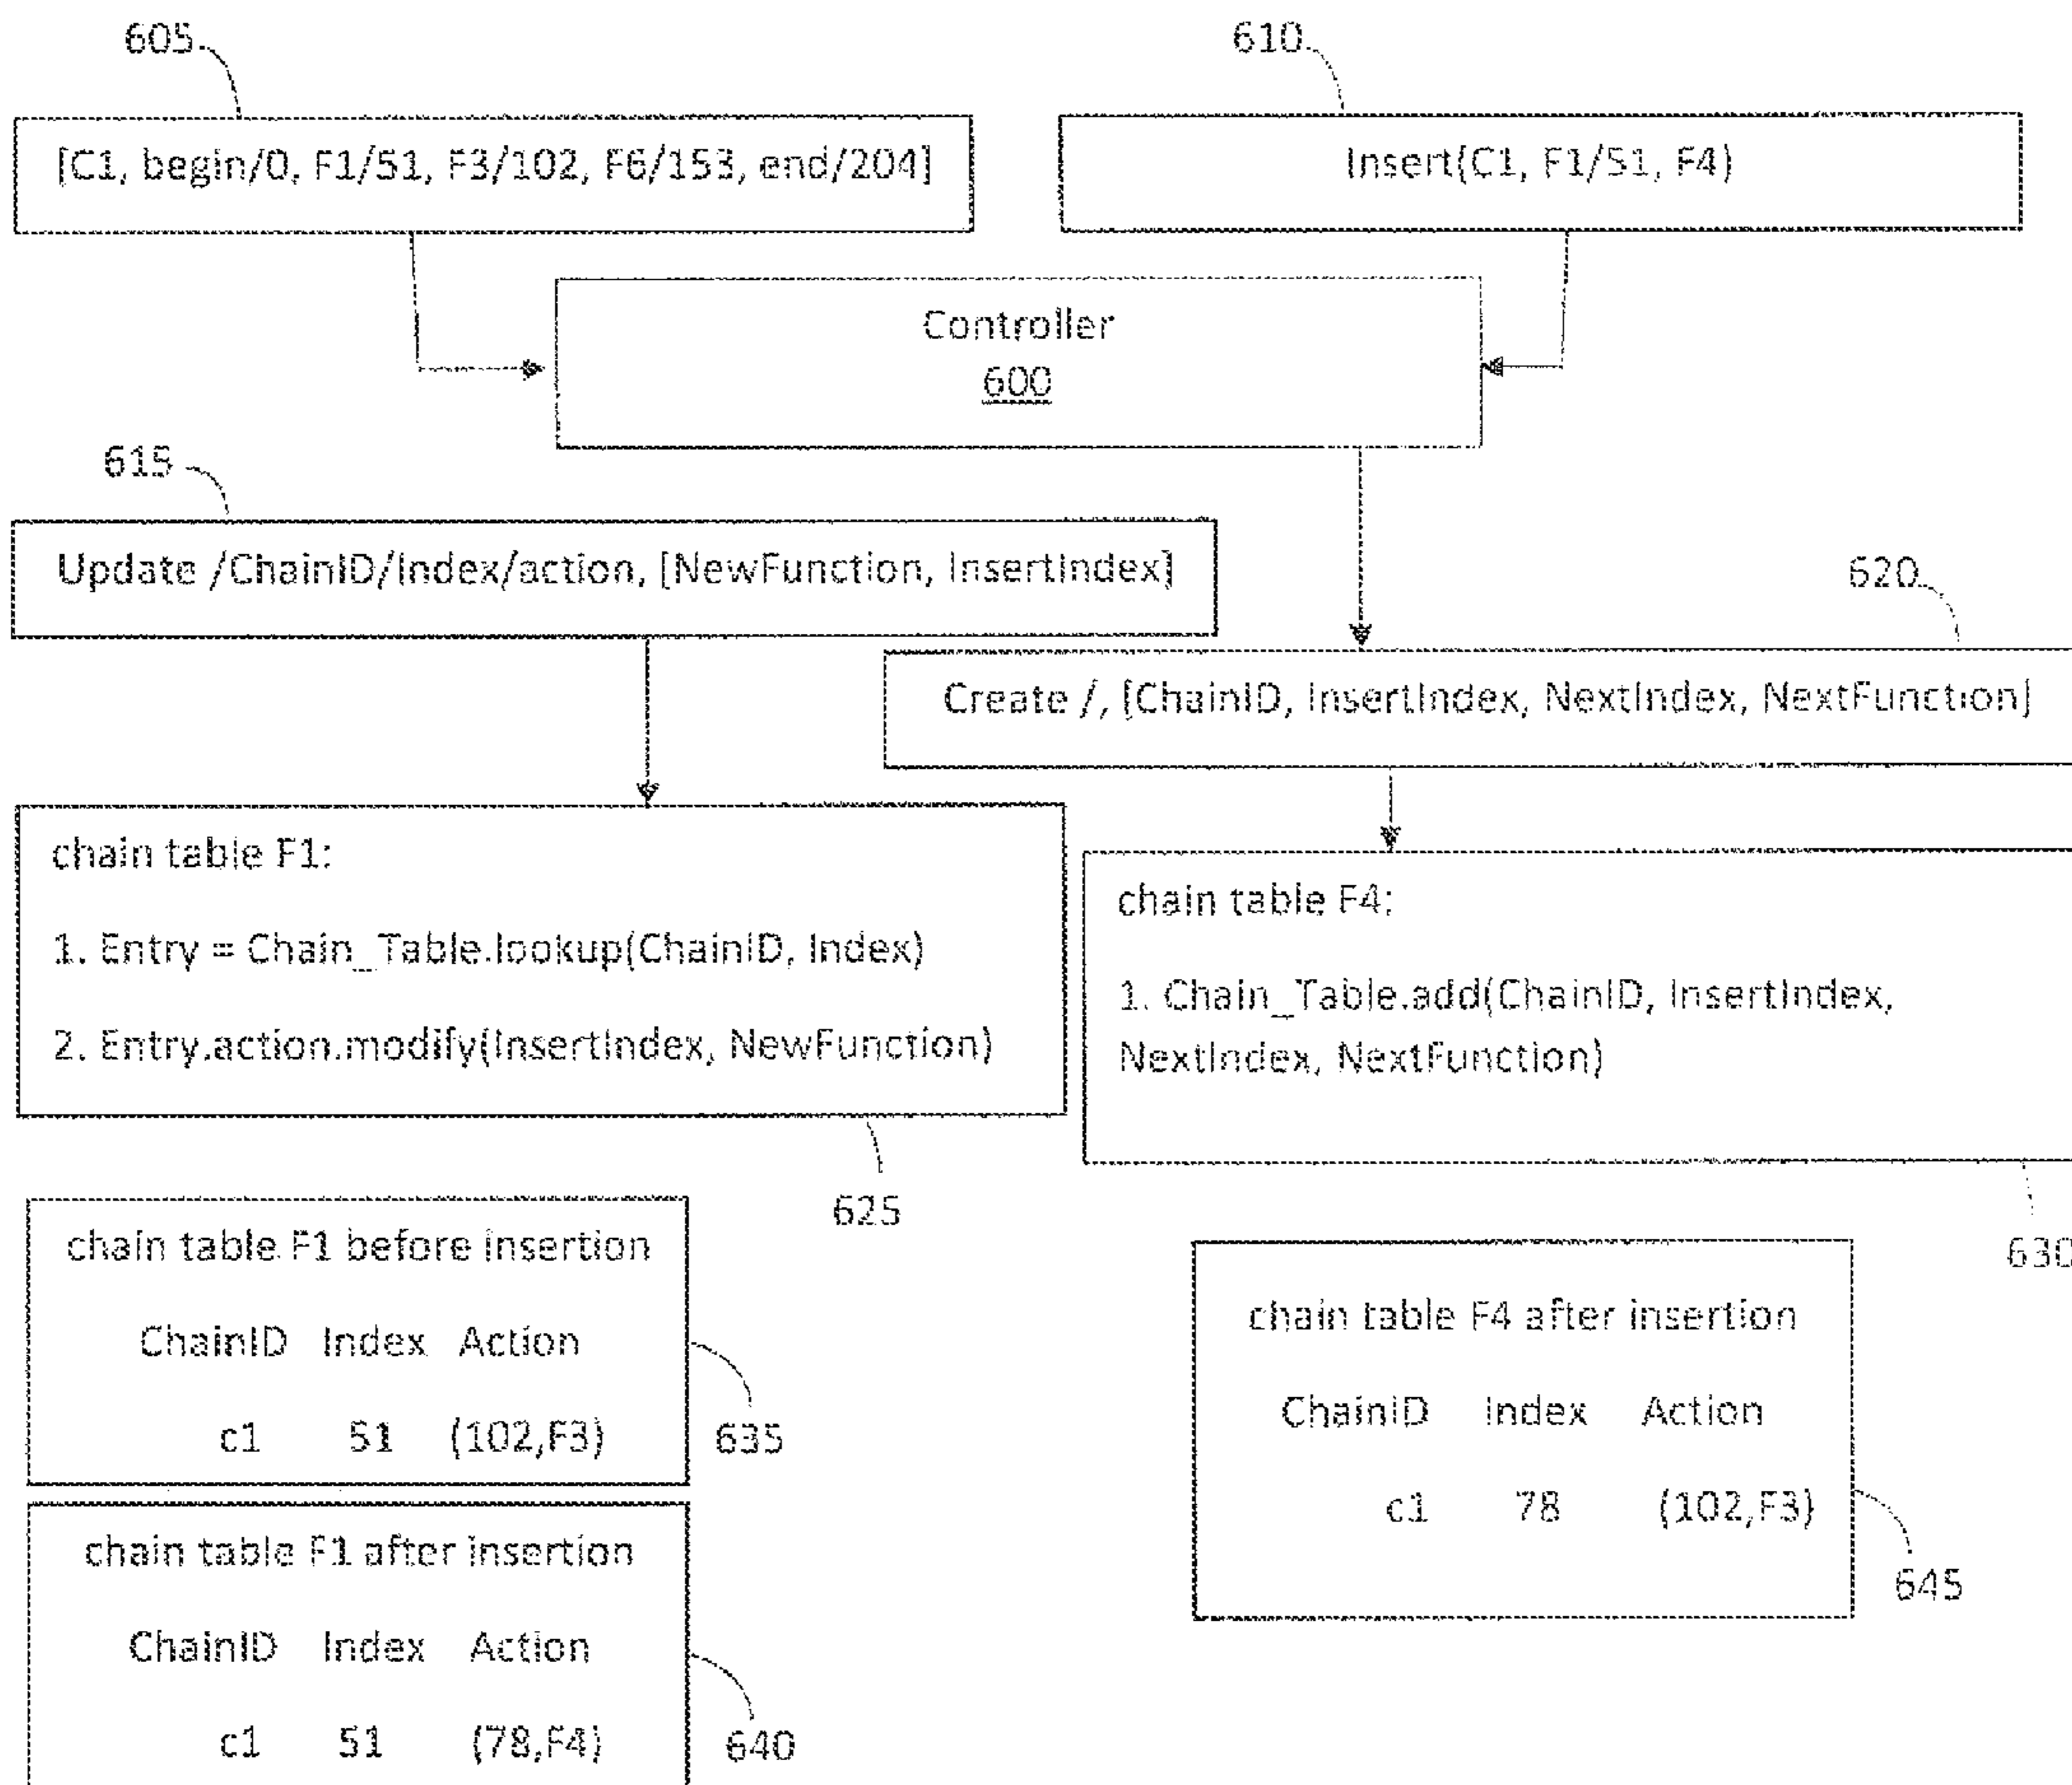 605
610
[C1, begin/0, F1/51, F3/102, F6/153, end/204]
Insert(C1, F1/51, F4)
Controller
600
615
Update /ChainID/Index/action, [NewFunction, InsertIndex]
620
Create /, [ChainID, InsertIndex, NextIndex, NextFunction]
chain table F1:
1. Entry = Chain_Table.lookup(ChainID, Index)
2. Entry.action.modify(InsertIndex, NewFunction)
625
chain table F4:
1. Chain_Table.add(ChainID, InsertIndex,
NextIndex, NextFunction)
630
chain table F1 before insertion
ChainID Index Action
c1 51 (102,F3)
635
chain table F1 after insertion
ChainID Index Action
c1 51 (78,F4)
640
chain table F4 after insertion
ChainID Index Action
c1 78 (102,F3)
645